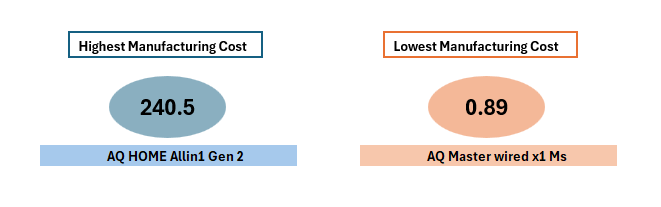 Highest Manufacturing Cost
Lowest Manufacturing Cost
240.5
0.89
AQ HOME Allin1 Gen 2
AQ Master wired x1 Ms